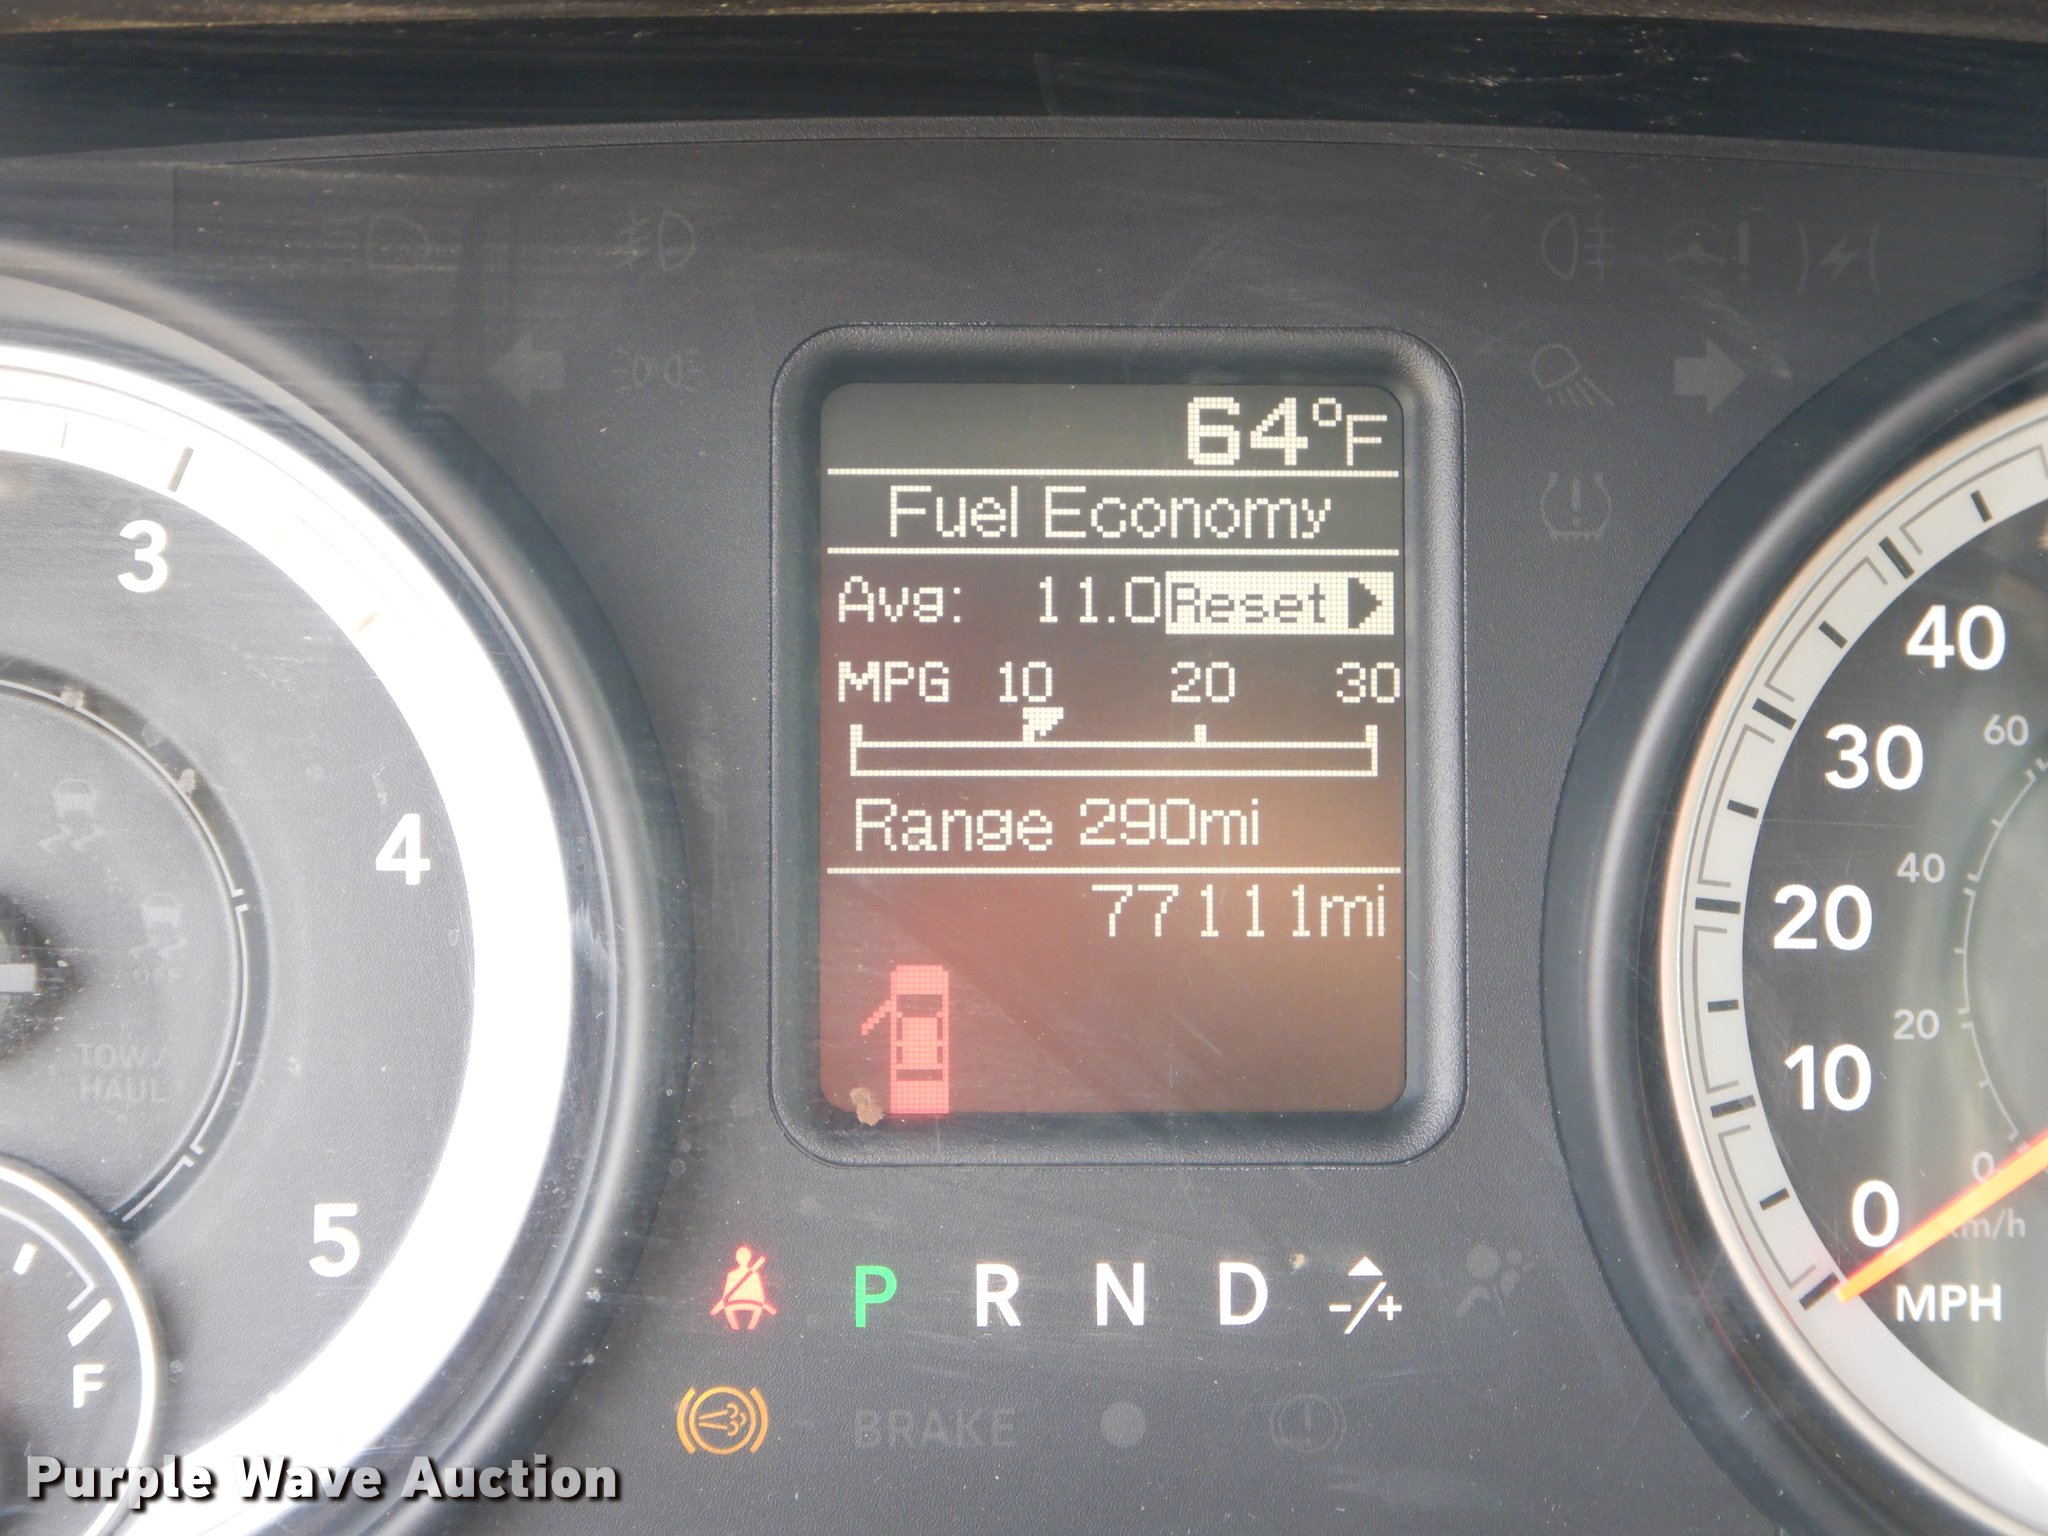 64°F
Fuel Economy
Avg: 11.0 Reset
MPG 10 20 30
Range 290mi
77111mi
3
4
5
TOW/
HAUL
F
40
30
20
10
0
MPH
60
40
20
0
km/h
P R N D -/+
BRAKE
Purple Wave Auction